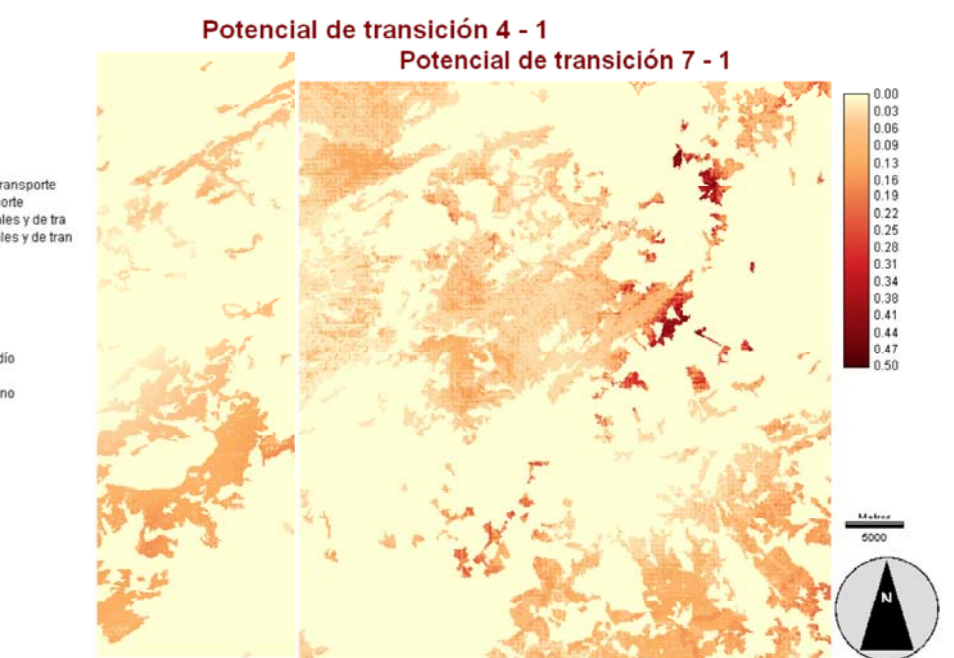 Potencial de transición 4 - 1
Potencial de transición 7 - 1
ransporte
orte
les y de tra
les y de tran
dío
no
0.00
0.03
0.06
0.09
0.13
0.16
0.19
0.22
0.25
0.28
0.31
0.34
0.38
0.41
0.44
0.47
0.50
Metros
5000
N